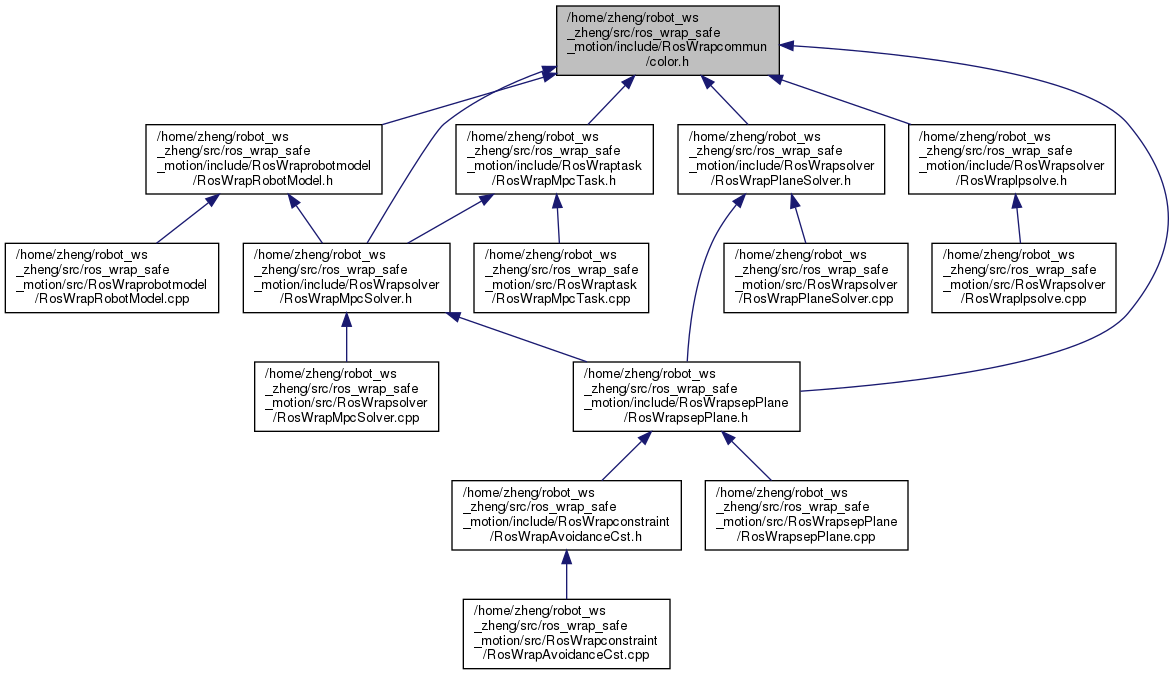 /home/zheng/robot_ws
_zheng/src/ros_wrap_safe
_motion/include/RosWrapcommun
/color.h
/home/zheng/robot_ws
_zheng/src/ros_wrap_safe
_motion/include/RosWraprobotmodel
/RosWrapRobotModel.h
/home/zheng/robot_ws
_zheng/src/ros_wrap_safe
_motion/include/RosWraptask
/RosWrapMpcTask.h
/home/zheng/robot_ws
_zheng/src/ros_wrap_safe
_motion/include/RosWrapsolver
/RosWrapPlaneSolver.h
/home/zheng/robot_ws
_zheng/src/ros_wrap_safe
_motion/include/RosWrapsolver
/RosWraplpsolve.h
/home/zheng/robot_ws
_zheng/src/ros_wrap_safe
_motion/src/RosWraprobotmodel
/RosWrapRobotModel.cpp
/home/zheng/robot_ws
_zheng/src/ros_wrap_safe
_motion/include/RosWrapsolver
/RosWrapMpcSolver.h
/home/zheng/robot_ws
_zheng/src/ros_wrap_safe
_motion/src/RosWraptask
/RosWrapMpcTask.cpp
/home/zheng/robot_ws
_zheng/src/ros_wrap_safe
_motion/src/RosWrapsolver
/RosWrapPlaneSolver.cpp
/home/zheng/robot_ws
_zheng/src/ros_wrap_safe
_motion/src/RosWrapsolver
/RosWraplpsolve.cpp
/home/zheng/robot_ws
_zheng/src/ros_wrap_safe
_motion/src/RosWrapsolver
/RosWrapMpcSolver.cpp
/home/zheng/robot_ws
_zheng/src/ros_wrap_safe
_motion/include/RosWrapsepPlane
/RosWrapsepPlane.h
/home/zheng/robot_ws
_zheng/src/ros_wrap_safe
_motion/include/RosWrapconstraint
/RosWrapAvoidanceCst.h
/home/zheng/robot_ws
_zheng/src/ros_wrap_safe
_motion/src/RosWrapsepPlane
/RosWrapsepPlane.cpp
/home/zheng/robot_ws
_zheng/src/ros_wrap_safe
_motion/src/RosWrapconstraint
/RosWrapAvoidanceCst.cpp